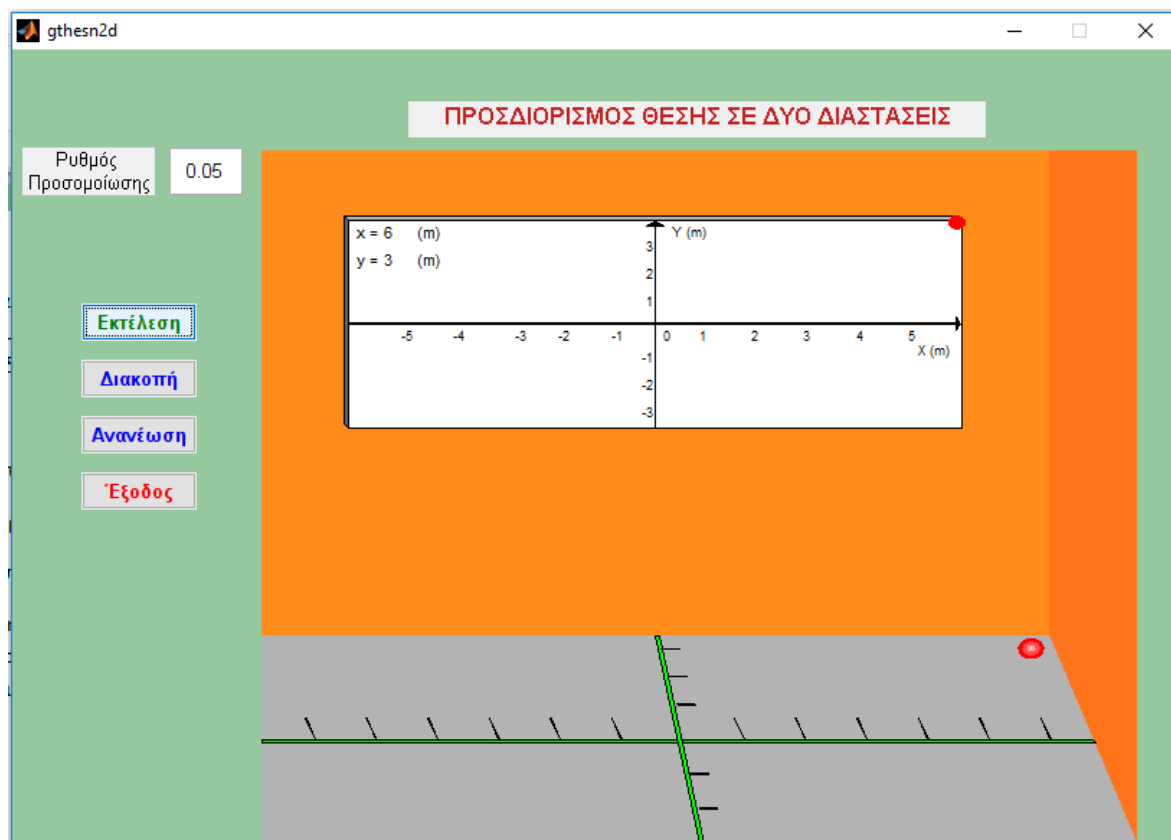 gthesn2d
ΠΡΟΣΔΙΟΡΙΣΜΟΣ ΘΕΣΗΣ ΣΕ ΔΥΟ ΔΙΑΣΤΑΣΕΙΣ
Ρυθμός
Προσομοίωσης
0.05
x = 6 (m)
y = 3 (m)
Y (m)
3
2
1
-5 -4 -3 -2 -1 0 1 2 3 4 5
X (m)
-1
-2
-3
Εκτέλεση
Διακοπή
Ανανέωση
Έξοδος